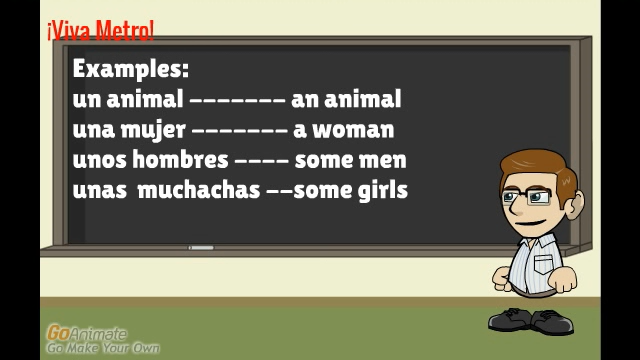 ¡Viva Metro!
Examples:
un animal ------- an animal
una mujer ------- a woman
unos hombres ---- some men
unas muchachas --some girls
GoAnimate
Go Make Your Own